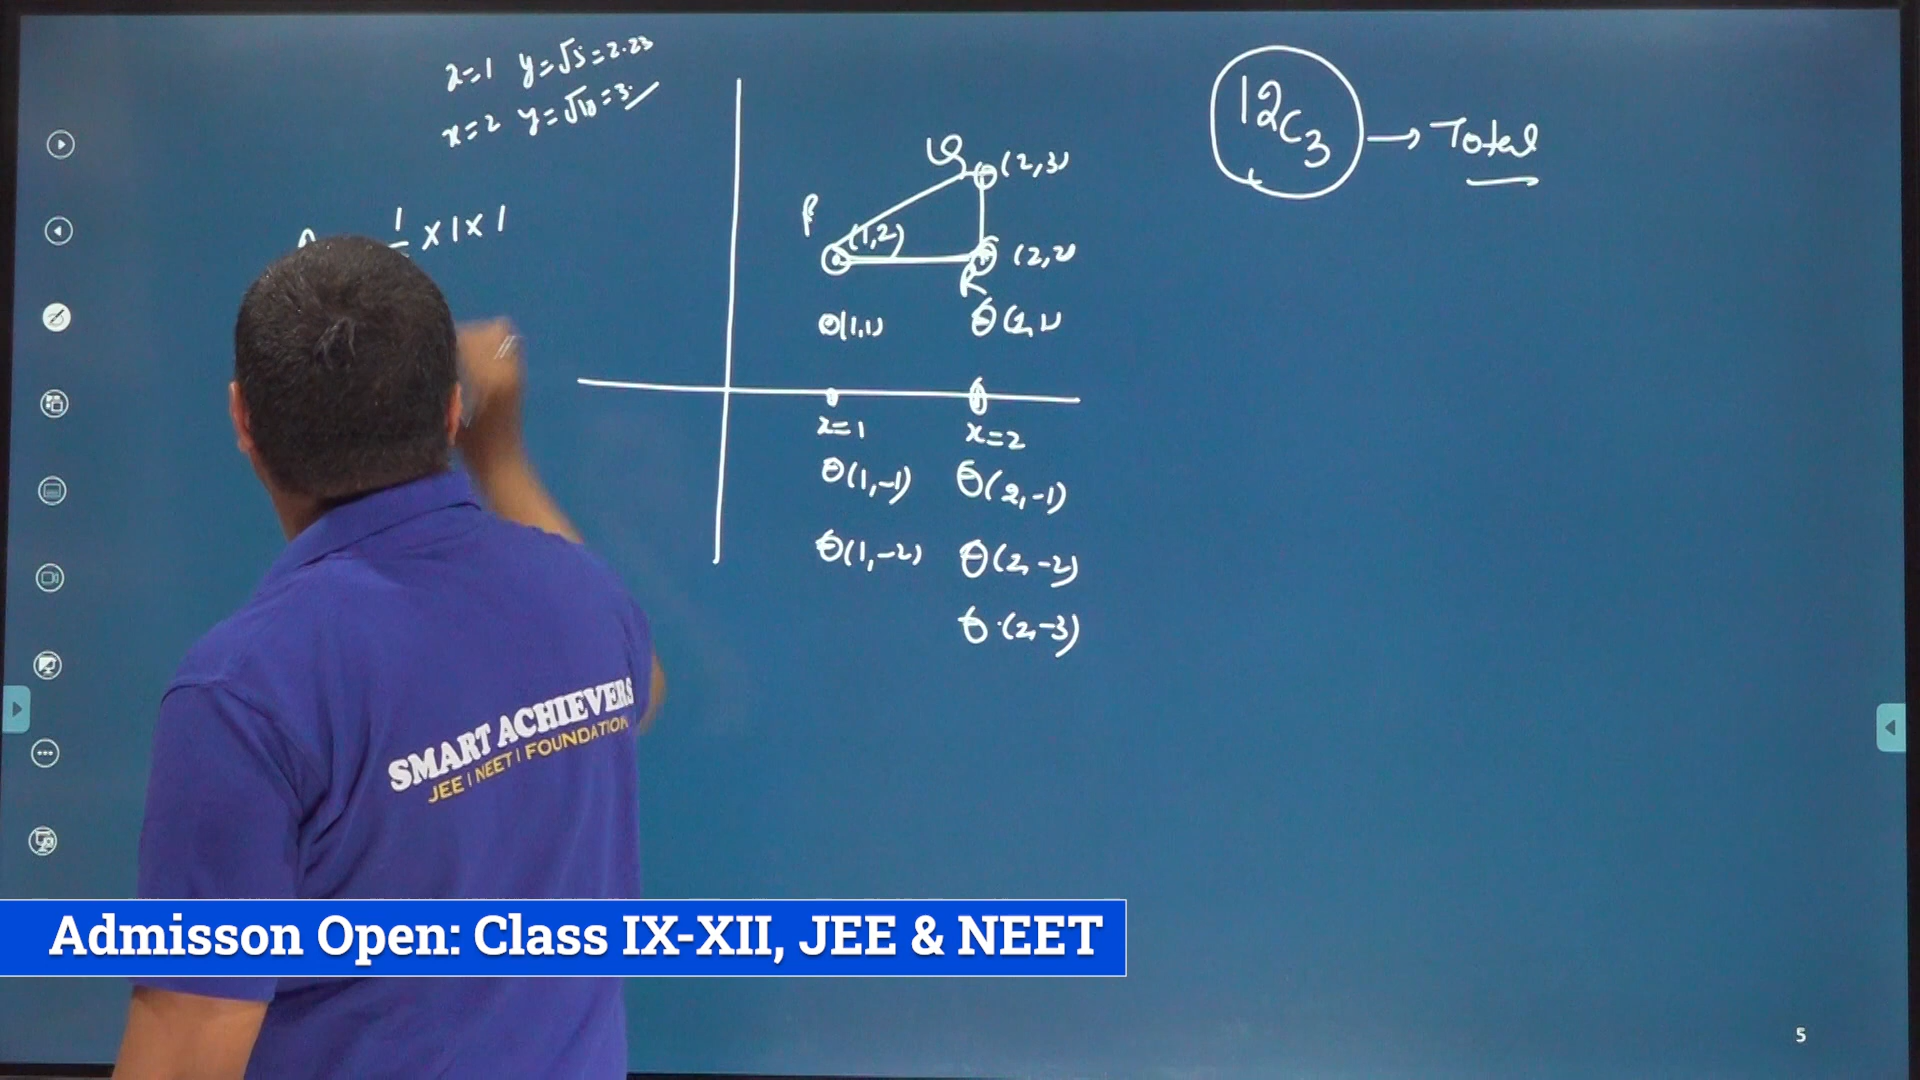 x=1 y=√5=2.23
x=2 y=√10=3.
1 × 1 × 1
12C3 → Total
Q (2,3)
P (1,2)
R (2,2)
(1,1) (2,1)
x=1 x=2
(1,-1) (2,-1)
(1,-2) (2,-2)
(2,-3)
SMART ACHIEVERS
JEE | NEET | FOUNDATION
Admisson Open: Class IX-XII, JEE & NEET
5